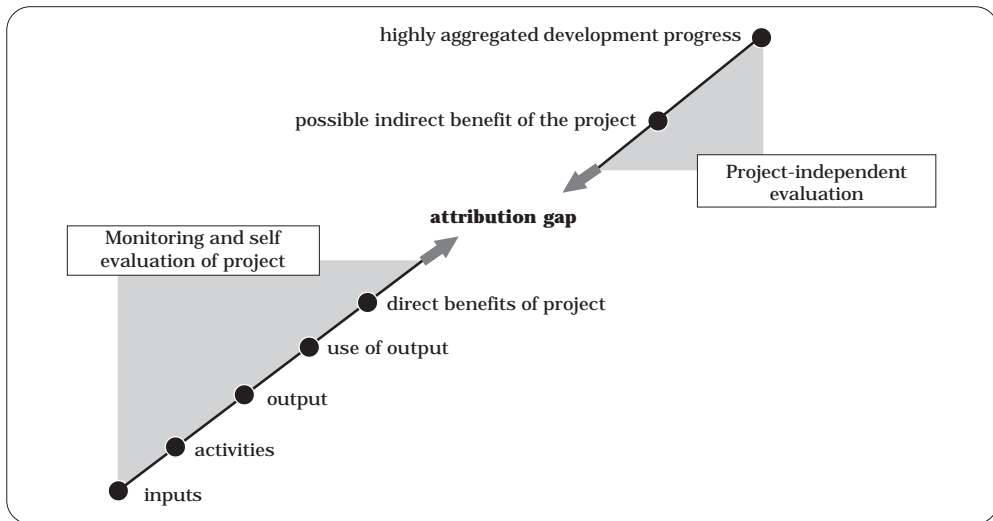 highly aggregated development progress
possible indirect benefit of the project
Project-independent
evaluation
attribution gap
Monitoring and self
evaluation of project
direct benefits of project
use of output
output
activities
inputs